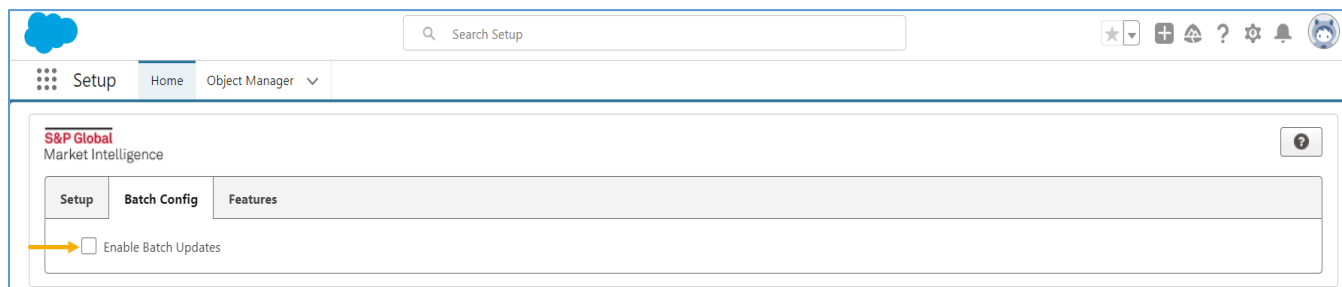 Search Setup
Setup Home Object Manager
S&P Global
Market Intelligence
Setup Batch Config Features
Enable Batch Updates